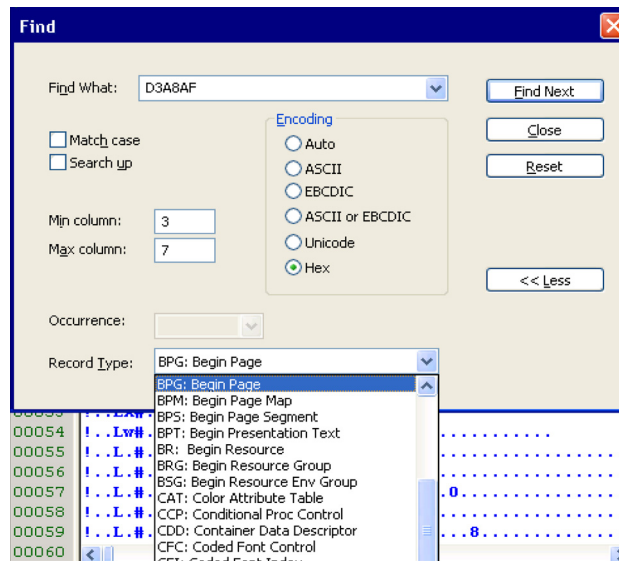 Find
Find What: D3A8AF
Find Next
Encoding
Match case
Auto
Close
Search up
ASCII
Reset
EBCDIC
Min column: 3
ASCII or EBCDIC
Max column: 7
Unicode
Hex
<< Less
Occurrence:
Record Type: BPG: Begin Page
BPG: Begin Page
BPM: Begin Page Map
00054 !..Lw#. BPS: Begin Page Segment
BPT: Begin Presentation Text ...........
00055 !..L.#. BR: Begin Resource ................
00056 !..L.#. BRG: Begin Resource Group ................
BSG: Begin Resource Env Group
00057 !..L.#. CAT: Color Attribute Table .0..............
00058 !..L.#. CCP: Conditional Proc Control ................
00059 !..L.#. CDD: Container Data Descriptor ...8.............
00060 CFC: Coded Font Control